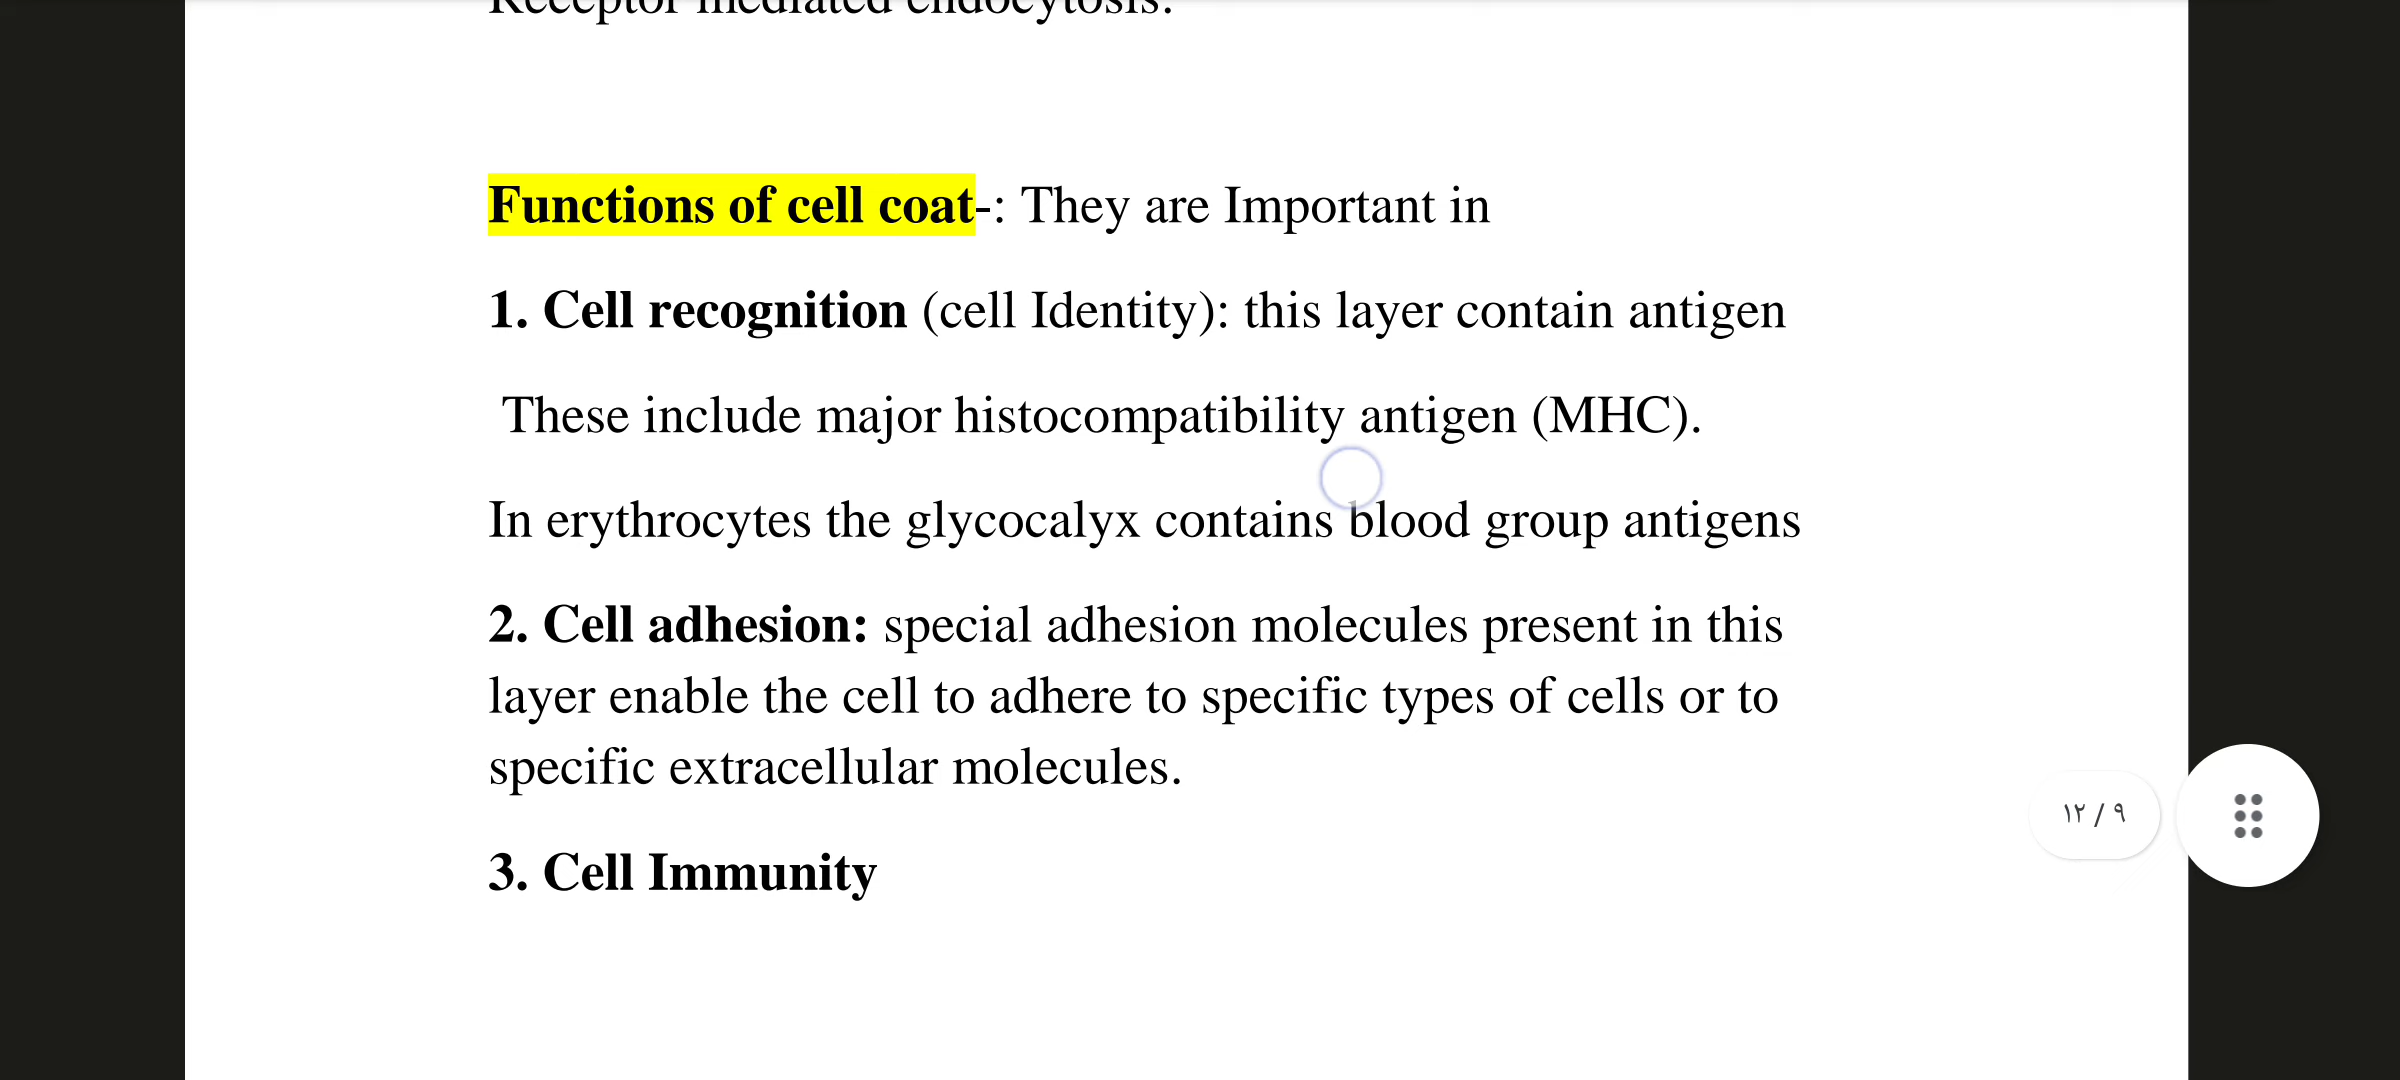 Receptor mediated endocytosis.
Functions of cell coat-: They are Important in
1. Cell recognition (cell Identity): this layer contain antigen
These include major histocompatibility antigen (MHC).
In erythrocytes the glycocalyx contains blood group antigens
2. Cell adhesion: special adhesion molecules present in this
layer enable the cell to adhere to specific types of cells or to
specific extracellular molecules.
3. Cell Immunity
١٢ / ٩